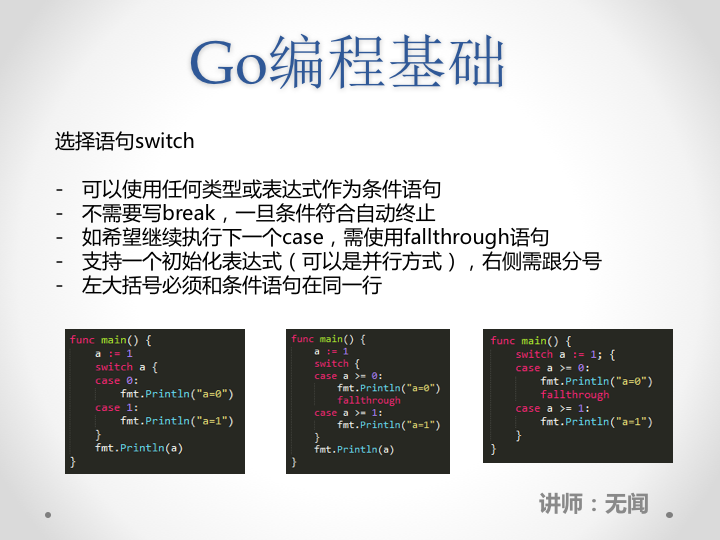 Go编程基础
选择语句switch
- 可以使用任何类型或表达式作为条件语句
- 不需要写break，一旦条件符合自动终止
- 如希望继续执行下一个case，需使用fallthrough语句
- 支持一个初始化表达式（可以是并行方式），右侧需跟分号
- 左大括号必须和条件语句在同一行
func main() {
    a := 1
    switch a {
    case 0:
        fmt.Println("a=0")
    case 1:
        fmt.Println("a=1")
    }
    fmt.Println(a)
}
func main() {
    a := 1
    switch {
    case a >= 0:
        fmt.Println("a=0")
        fallthrough
    case a >= 1:
        fmt.Println("a=1")
    }
    fmt.Println(a)
}
func main() {
    switch a := 1; {
    case a >= 0:
        fmt.Println("a=0")
        fallthrough
    case a >= 1:
        fmt.Println("a=1")
    }
}
讲师：无闻